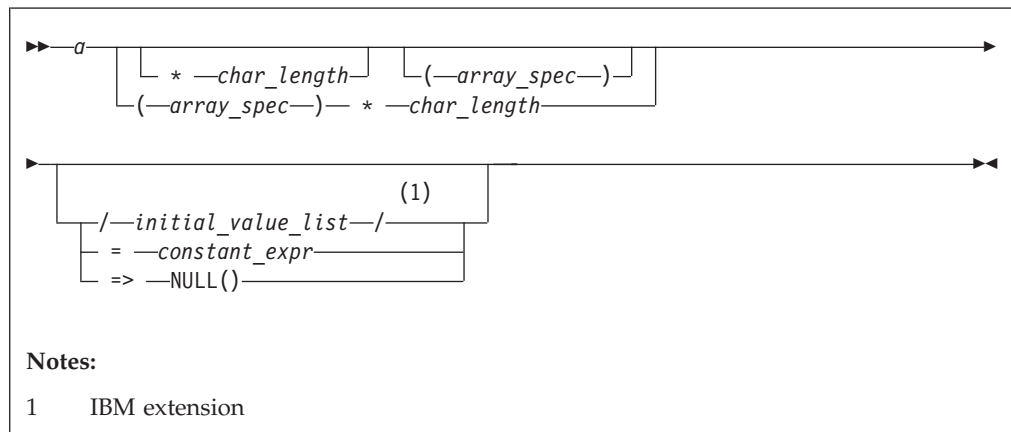 a
* char_length (array_spec)
(array_spec) * char_length
(1)
/initial_value_list/
= constant_expr
=> NULL()
Notes:
1 IBM extension